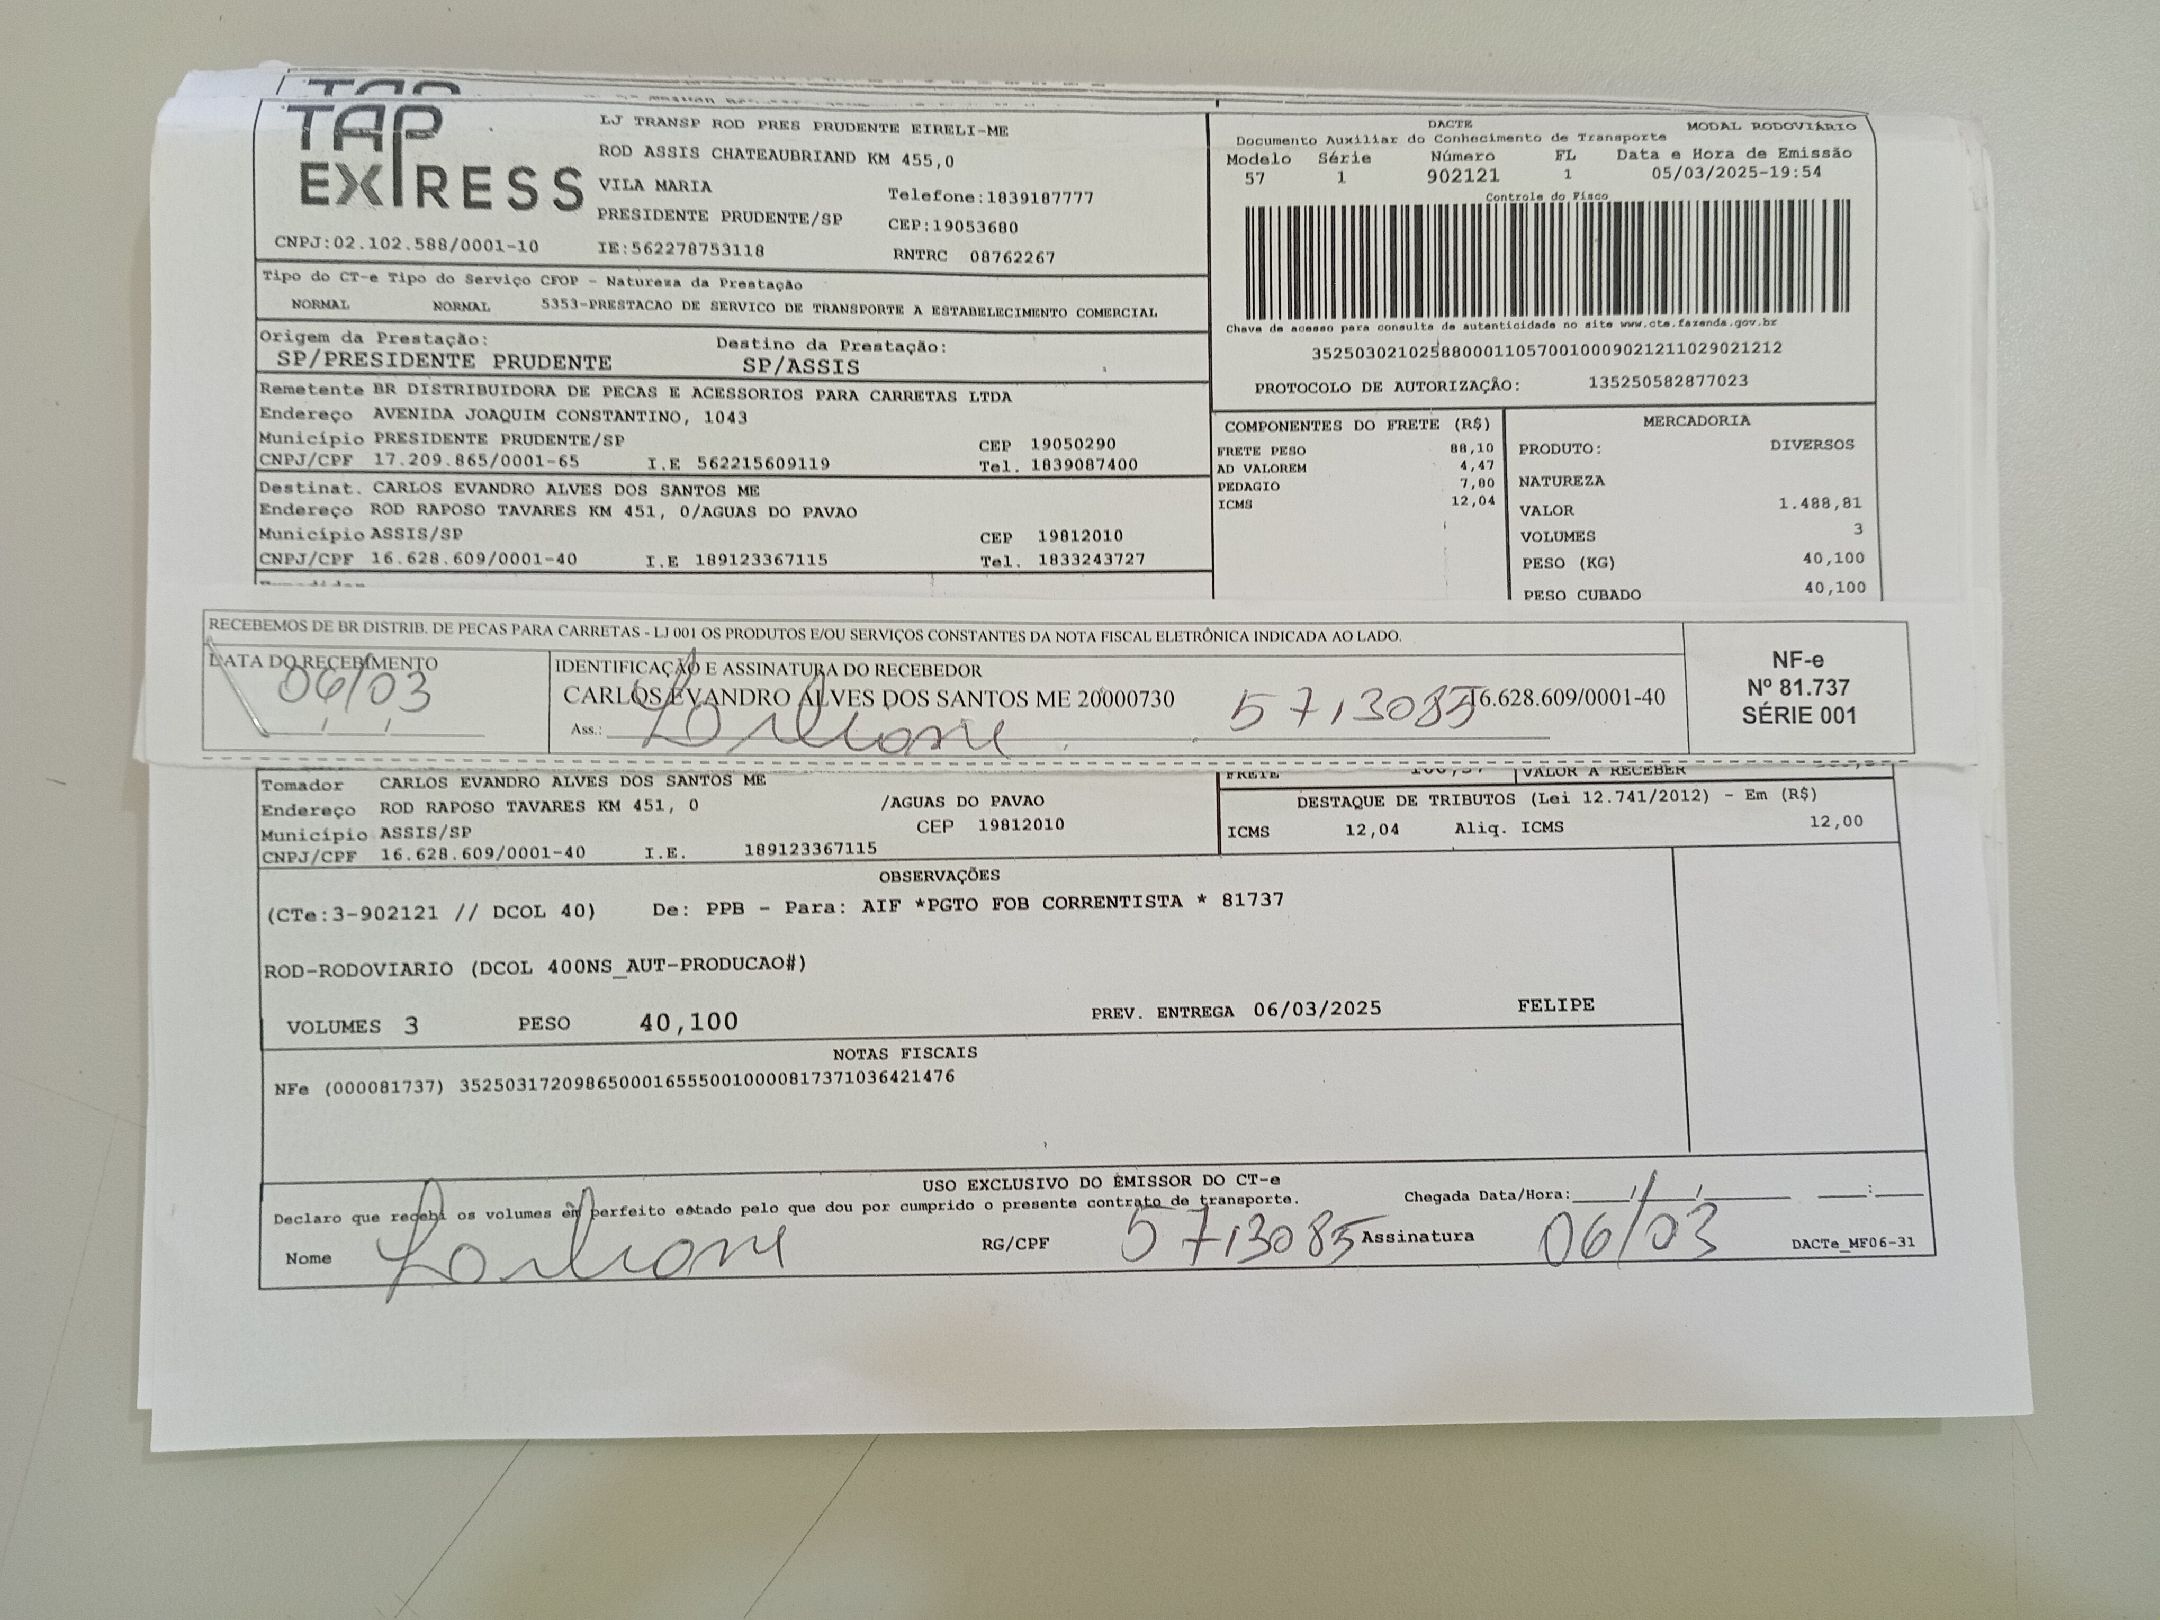 TAP
EXPRESS
LJ TRANSP ROD PRES PRUDENTE EIRELI-ME
ROD ASSIS CHATEAUBRIAND KM 455,0
VILA MARIA
Telefone:1839187777
PRESIDENTE PRUDENTE/SP
CEP:19053680
CNPJ:02.102.588/0001-10
IE:562278753118
RNTRC 08762267
DACTE
MODAL RODOVIÁRIO
Documento Auxiliar do Conhecimento de Transporte
Modelo Série Número FL Data e Hora de Emissão
57 1 902121 1 05/03/2025-19:54
Controle do Fisco
Chave de acesso para consulta de autenticidade no site www.cte.fazenda.gov.br
35250302102588000110570010009021211029021212
PROTOCOLO DE AUTORIZAÇÃO: 135250582877023
Tipo do CT-e Tipo do Serviço CFOP - Natureza da Prestação
NORMAL NORMAL 5353-PRESTACAO DE SERVICO DE TRANSPORTE A ESTABELECIMENTO COMERCIAL
Origem da Prestação: Destino da Prestação:
SP/PRESIDENTE PRUDENTE SP/ASSIS
Remetente BR DISTRIBUIDORA DE PECAS E ACESSORIOS PARA CARRETAS LTDA
Endereço AVENIDA JOAQUIM CONSTANTINO, 1043
Município PRESIDENTE PRUDENTE/SP CEP 19050290
CNPJ/CPF 17.209.865/0001-65 I.E 562215609119 Tel. 1839087400
Destinat. CARLOS EVANDRO ALVES DOS SANTOS ME
Endereço ROD RAPOSO TAVARES KM 451, 0/AGUAS DO PAVAO
Município ASSIS/SP CEP 19812010
CNPJ/CPF 16.628.609/0001-40 I.E 189123367115 Tel. 1833243727
COMPONENTES DO FRETE (R$)
FRETE PESO 88,10
AD VALOREM 4,47
PEDAGIO 7,80
ICMS 12,04
MERCADORIA
PRODUTO: DIVERSOS
NATUREZA
VALOR 1.488,81
VOLUMES 3
PESO (KG) 40,100
PESO CUBADO 40,100
RECEBEMOS DE BR DISTRIB. DE PECAS PARA CARRETAS - LJ 001 OS PRODUTOS E/OU SERVIÇOS CONSTANTES DA NOTA FISCAL ELETRÔNICA INDICADA AO LADO.
DATA DO RECEBIMENTO
06/03
IDENTIFICAÇÃO E ASSINATURA DO RECEBEDOR
CARLOS EVANDRO ALVES DOS SANTOS ME 20000730 16.628.609/0001-40
Ass.: 5713085
NF-e
Nº 81.737
SÉRIE 001
Tomador CARLOS EVANDRO ALVES DOS SANTOS ME
Endereço ROD RAPOSO TAVARES KM 451, 0 /AGUAS DO PAVAO
Município ASSIS/SP CEP 19812010
CNPJ/CPF 16.628.609/0001-40 I.E. 189123367115
FRETE VALOR A RECEBER
DESTAQUE DE TRIBUTOS (Lei 12.741/2012) - Em (R$)
ICMS 12,04 Aliq. ICMS 12,00
OBSERVAÇÕES
(CTe:3-902121 // DCOL 40) De: PPB - Para: AIF *PGTO FOB CORRENTISTA * 81737
ROD-RODOVIARIO (DCOL 400NS_AUT-PRODUCAO#)
VOLUMES 3 PESO 40,100 PREV. ENTREGA 06/03/2025 FELIPE
NOTAS FISCAIS
NFe (000081737) 35250317209865000165550010000817371036421476
USO EXCLUSIVO DO EMISSOR DO CT-e
Declaro que recebi os volumes em perfeito estado pelo que dou por cumprido o presente contrato de transporte.
Chegada Data/Hora:
Nome RG/CPF 5713085 Assinatura 06/03 DACTe_MF06-31